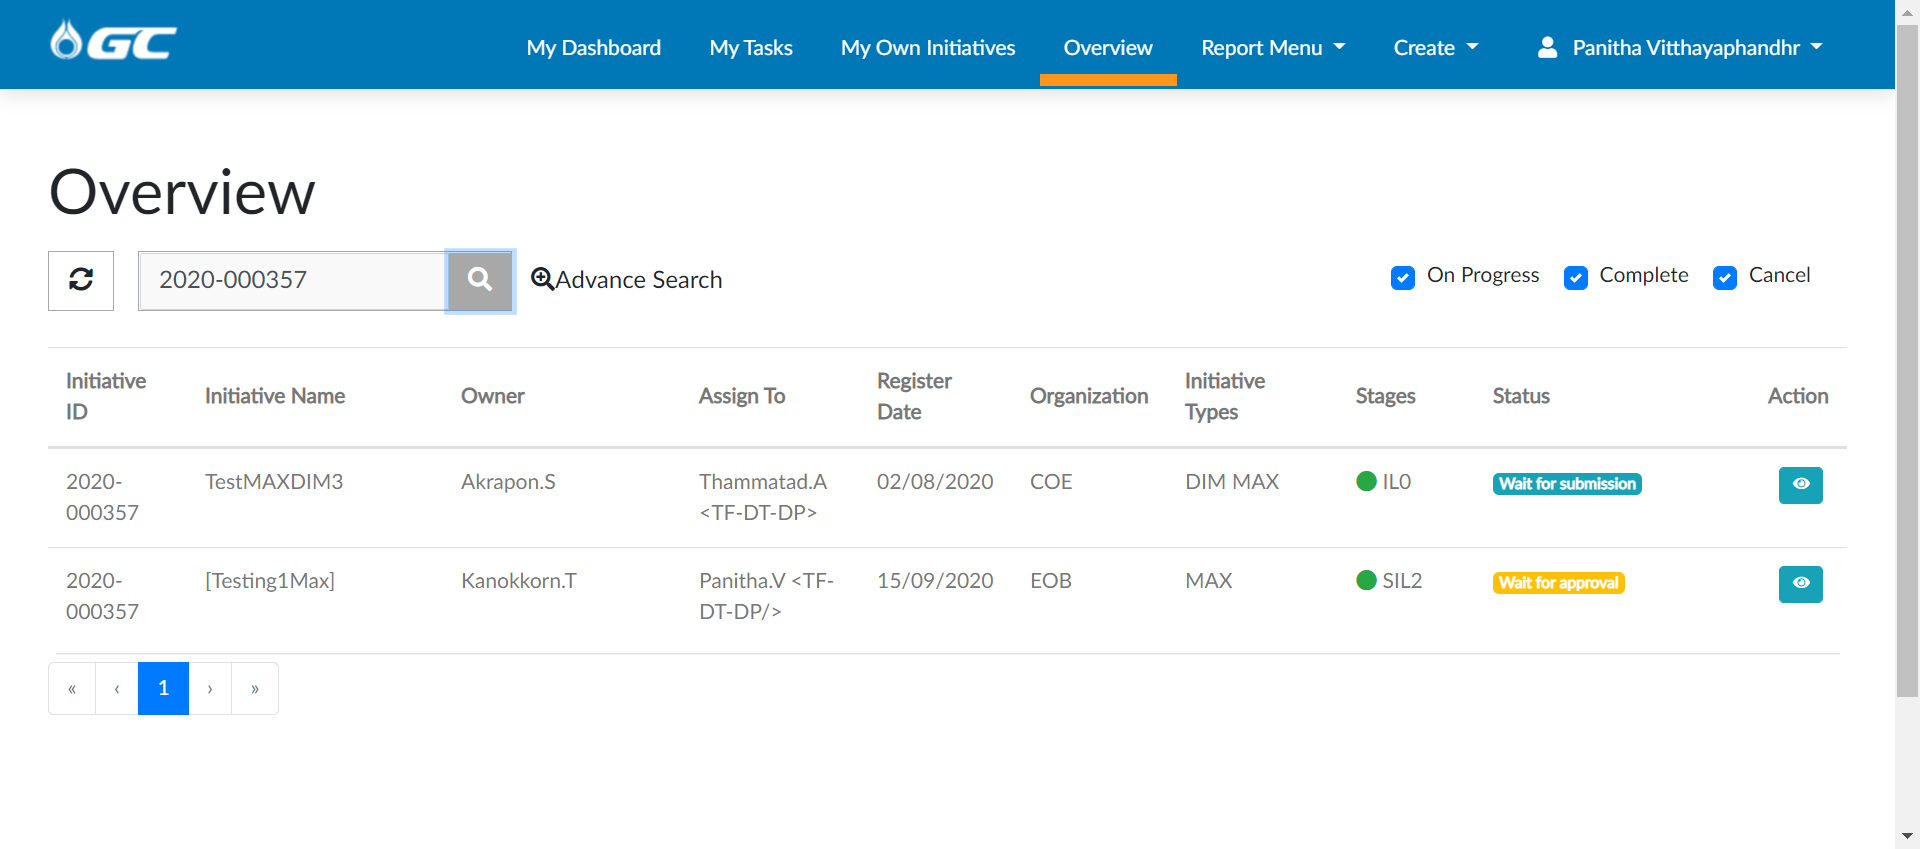 GC
My Dashboard My Tasks My Own Initiatives Overview Report Menu Create Panitha Vitthayaphandhr
Overview
2020-000357 Advance Search On Progress Complete Cancel
Initiative ID Initiative Name Owner Assign To Register Date Organization Initiative Types Stages Status Action
2020-000357 TestMAXDIM3 Akrapon.S Thammatad.A <TF-DT-DP> 02/08/2020 COE DIM MAX IL0 Wait for submission
2020-000357 [Testing1Max] Kanokkorn.T Panitha.V <TF-DT-DP/> 15/09/2020 EOB MAX SIL2 Wait for approval
« ‹ 1 › »